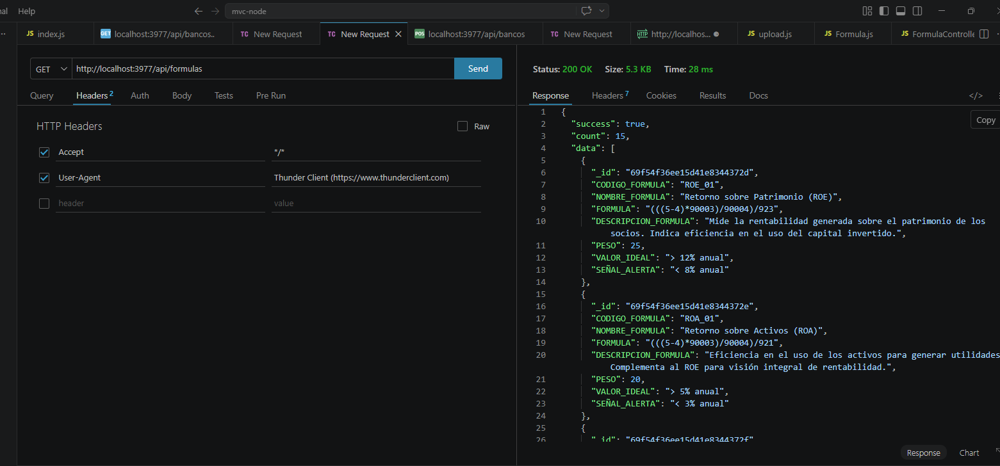 Help
mvc-node
JS index.js
GET localhost:3977/api/bancos..
TC New Request
TC New Request
POS localhost:3977/api/bancos
TC New Request
HTTP http://localhos...
JS upload.js
JS Formula.js
JS FormulaControlle
GET
http://localhost:3977/api/formulas
Send
Query
Headers 2
Auth
Body
Tests
Pre Run
HTTP Headers
Raw
Accept
*/*
User-Agent
Thunder Client (https://www.thunderclient.com)
header
value
Status: 200 OK Size: 5.3 KB Time: 28 ms
Response
Headers 7
Cookies
Results
Docs
</>
Copy
1 {
2 "success": true,
3 "count": 15,
4 "data": [
5 {
6 "_id": "69f54f36ee15d41e8344372d",
7 "CODIGO_FORMULA": "ROE_01",
8 "NOMBRE_FORMULA": "Retorno sobre Patrimonio (ROE)",
9 "FORMULA": "(((5-4)*90003)/90004)/923",
10 "DESCRIPCION_FORMULA": "Mide la rentabilidad generada sobre el patrimonio de los
socios. Indica eficiencia en el uso del capital invertido.",
11 "PESO": 25,
12 "VALOR_IDEAL": "> 12% anual",
13 "SEÑAL_ALERTA": "< 8% anual"
14 },
15 {
16 "_id": "69f54f36ee15d41e8344372e",
17 "CODIGO_FORMULA": "ROA_01",
18 "NOMBRE_FORMULA": "Retorno sobre Activos (ROA)",
19 "FORMULA": "(((5-4)*90003)/90004)/921",
20 "DESCRIPCION_FORMULA": "Eficiencia en el uso de los activos para generar utilidades
Complementa al ROE para visión integral de rentabilidad.",
21 "PESO": 20,
22 "VALOR_IDEAL": "> 5% anual",
23 "SEÑAL_ALERTA": "< 3% anual"
24 },
25 {
26 "_id": "69f54f36ee15d41e8344372f"
Response
Chart